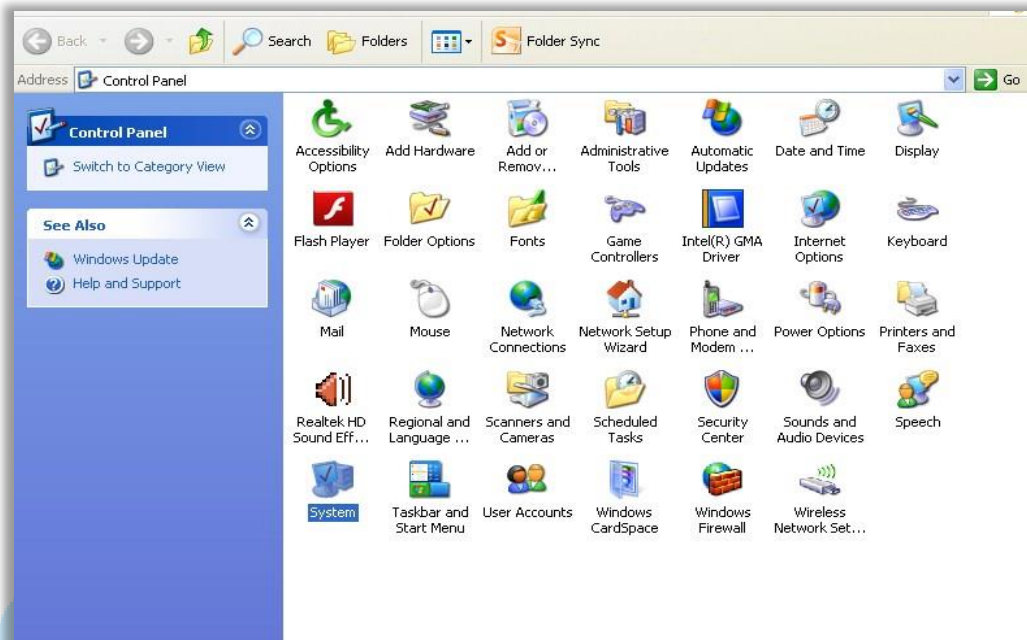 Back
Search
Folders
Folder Sync
Address
Control Panel
Go
Control Panel
Switch to Category View
See Also
Windows Update
Help and Support
Accessibility
Options
Add Hardware
Add or
Remov...
Administrative
Tools
Automatic
Updates
Date and Time
Display
Flash Player
Folder Options
Fonts
Game
Controllers
Intel(R) GMA
Driver
Internet
Options
Keyboard
Mail
Mouse
Network
Connections
Network Setup
Wizard
Phone and
Modem ...
Power Options
Printers and
Faxes
Realtek HD
Sound Eff...
Regional and
Language ...
Scanners and
Cameras
Scheduled
Tasks
Security
Center
Sounds and
Audio Devices
Speech
System
Taskbar and
Start Menu
User Accounts
Windows
CardSpace
Windows
Firewall
Wireless
Network Set...